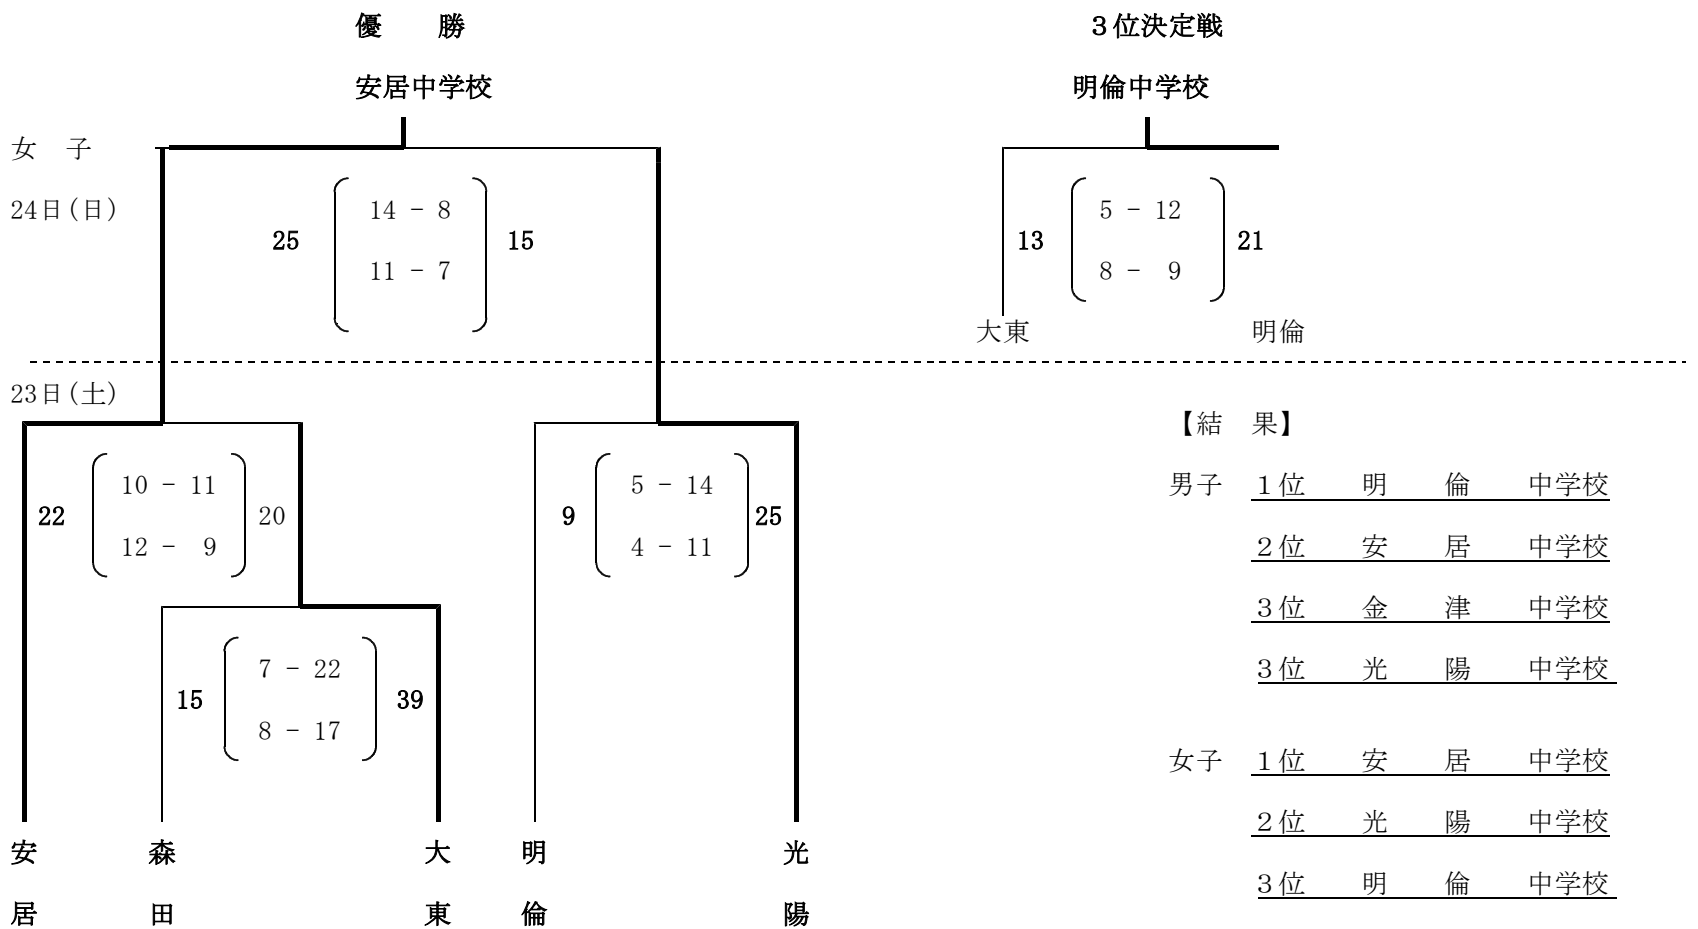 優　　勝
３位決定戦
安居中学校
明倫中学校
女　子
24日(日)
14 － 8
25
15
11 － 7
5 － 12
13
21
8 －　9
大東
明倫
23日(土)
10 － 11
22
20
12 －　9
5 － 14
9
25
4 － 11
7 － 22
15
39
8 － 17
安居
森田
大東
明倫
光陽
【結　果】
男子　１位　　明　　倫　　中学校
２位　　安　　居　　中学校
３位　　金　　津　　中学校
３位　　光　　陽　　中学校
女子　１位　　安　　居　　中学校
２位　　光　　陽　　中学校
３位　　明　　倫　　中学校